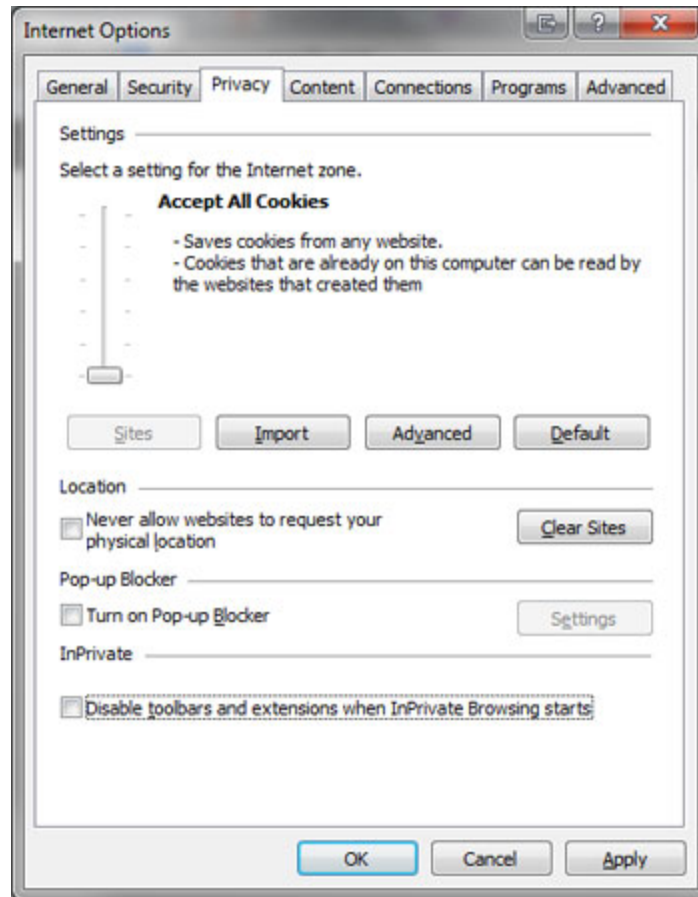 Internet Options
General Security Privacy Content Connections Programs Advanced
Settings
Select a setting for the Internet zone.
Accept All Cookies
- Saves cookies from any website.
- Cookies that are already on this computer can be read by
the websites that created them
Sites Import Advanced Default
Location
Never allow websites to request your
physical location
Clear Sites
Pop-up Blocker
Turn on Pop-up Blocker
Settings
InPrivate
Disable toolbars and extensions when InPrivate Browsing starts
OK Cancel Apply